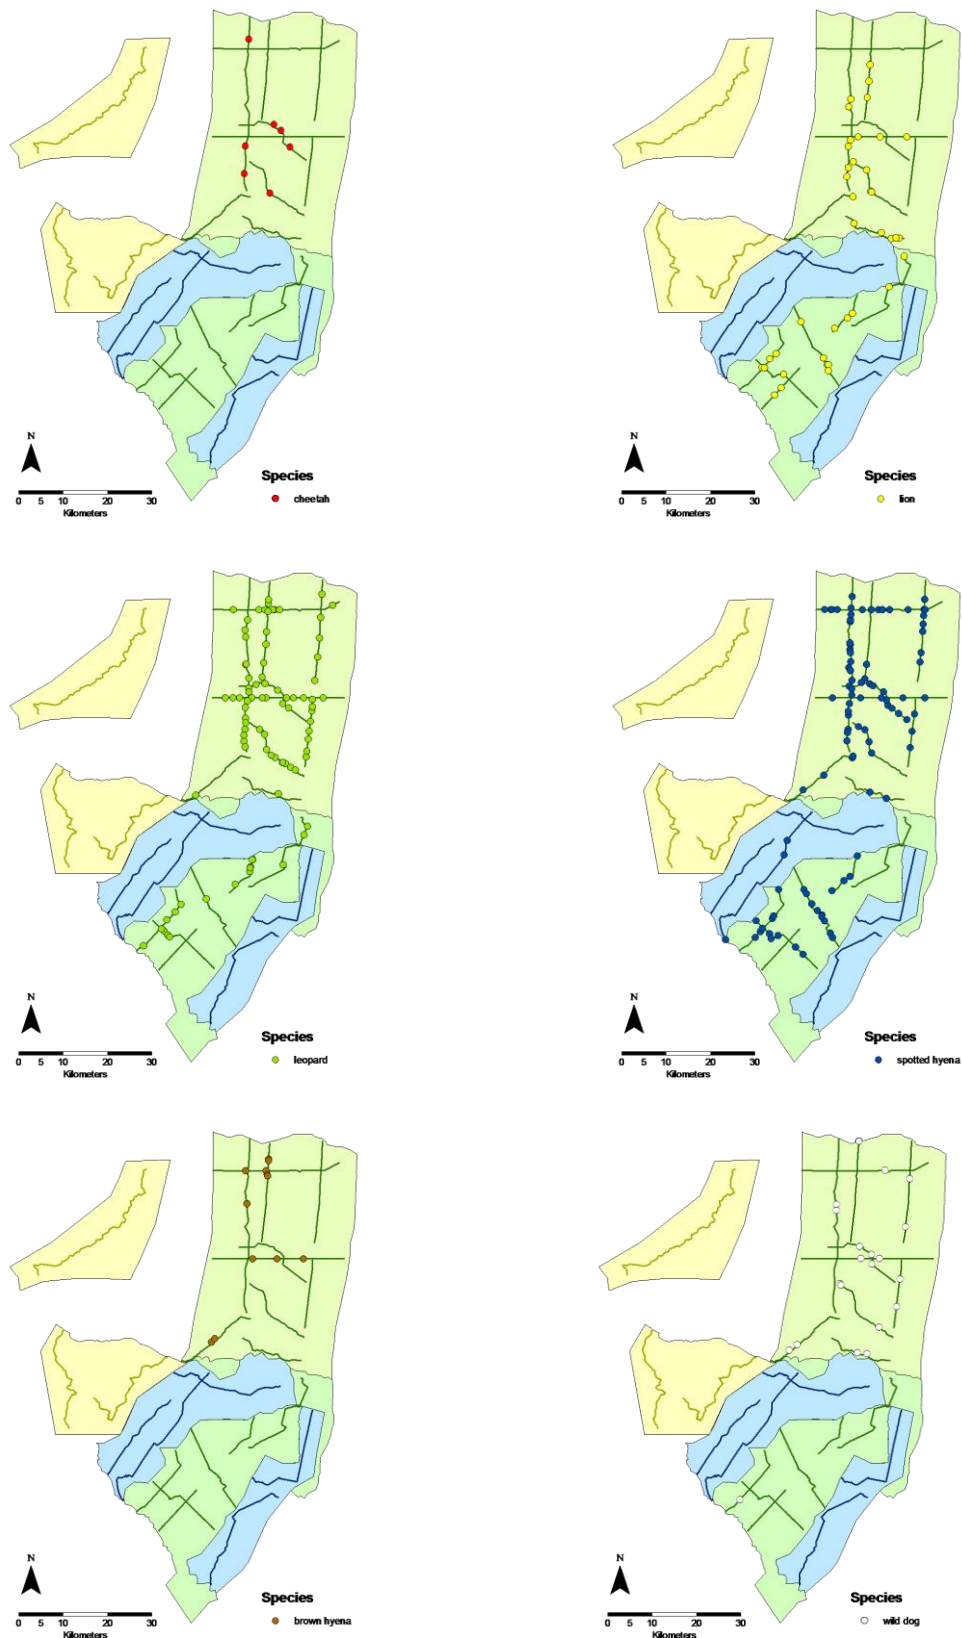 N
Species
0 5 10 20 30
cheetah
Kilometers
N
Species
0 5 10 20 30
lion
Kilometers
N
Species
0 5 10 20 30
leopard
Kilometers
N
Species
0 5 10 20 30
spotted hyena
Kilometers
N
Species
0 5 10 20 30
brown hyena
Kilometers
N
Species
0 5 10 20 30
wild dog
Kilometers